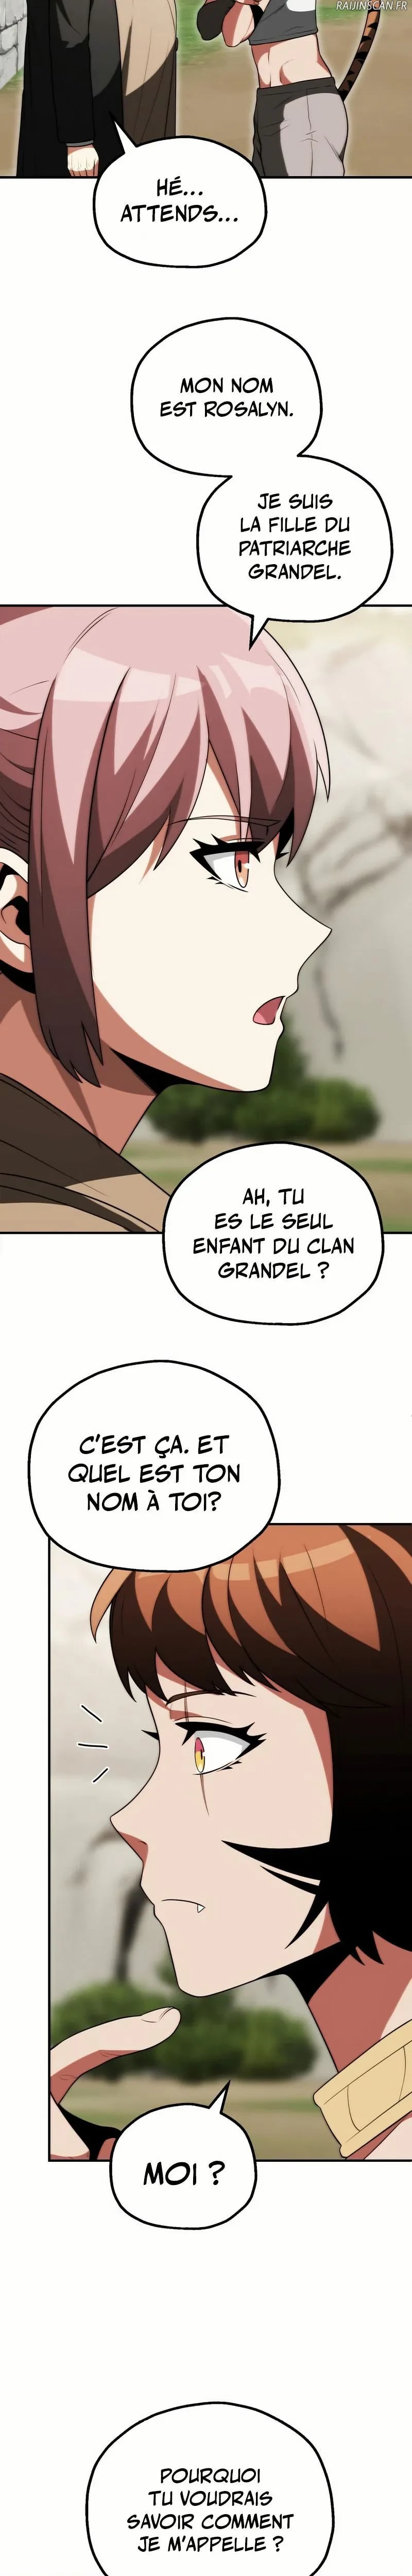 RAIJINSCAN.FR
HÉ...
ATTENDS...
MON NOM
EST ROSALYN.
JE SUIS
LA FILLE DU
PATRIARCHE
GRANDEL.
AH, TU
ES LE SEUL
ENFANT DU CLAN
GRANDEL ?
C'EST ÇA. ET
QUEL EST TON
NOM À TOI?
MOI ?
POURQUOI
TU VOUDRAIS
SAVOIR COMMENT
JE M'APPELLE ?